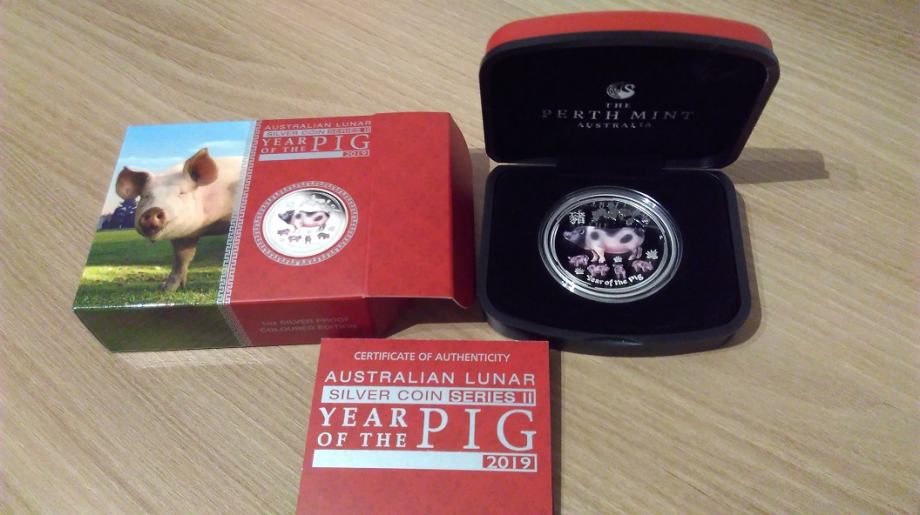 AUSTRALIAN LUNAR
SILVER COIN SERIES II
YEAR
OF THE PIG
2019
1oz SILVER PROOF
COLOURED EDITION
THE
PERTH MINT
AUSTRALIA
猪
Year of the Pig
CERTIFICATE OF AUTHENTICITY
AUSTRALIAN LUNAR
SILVER COIN SERIES II
YEAR
OF THE PIG
2019